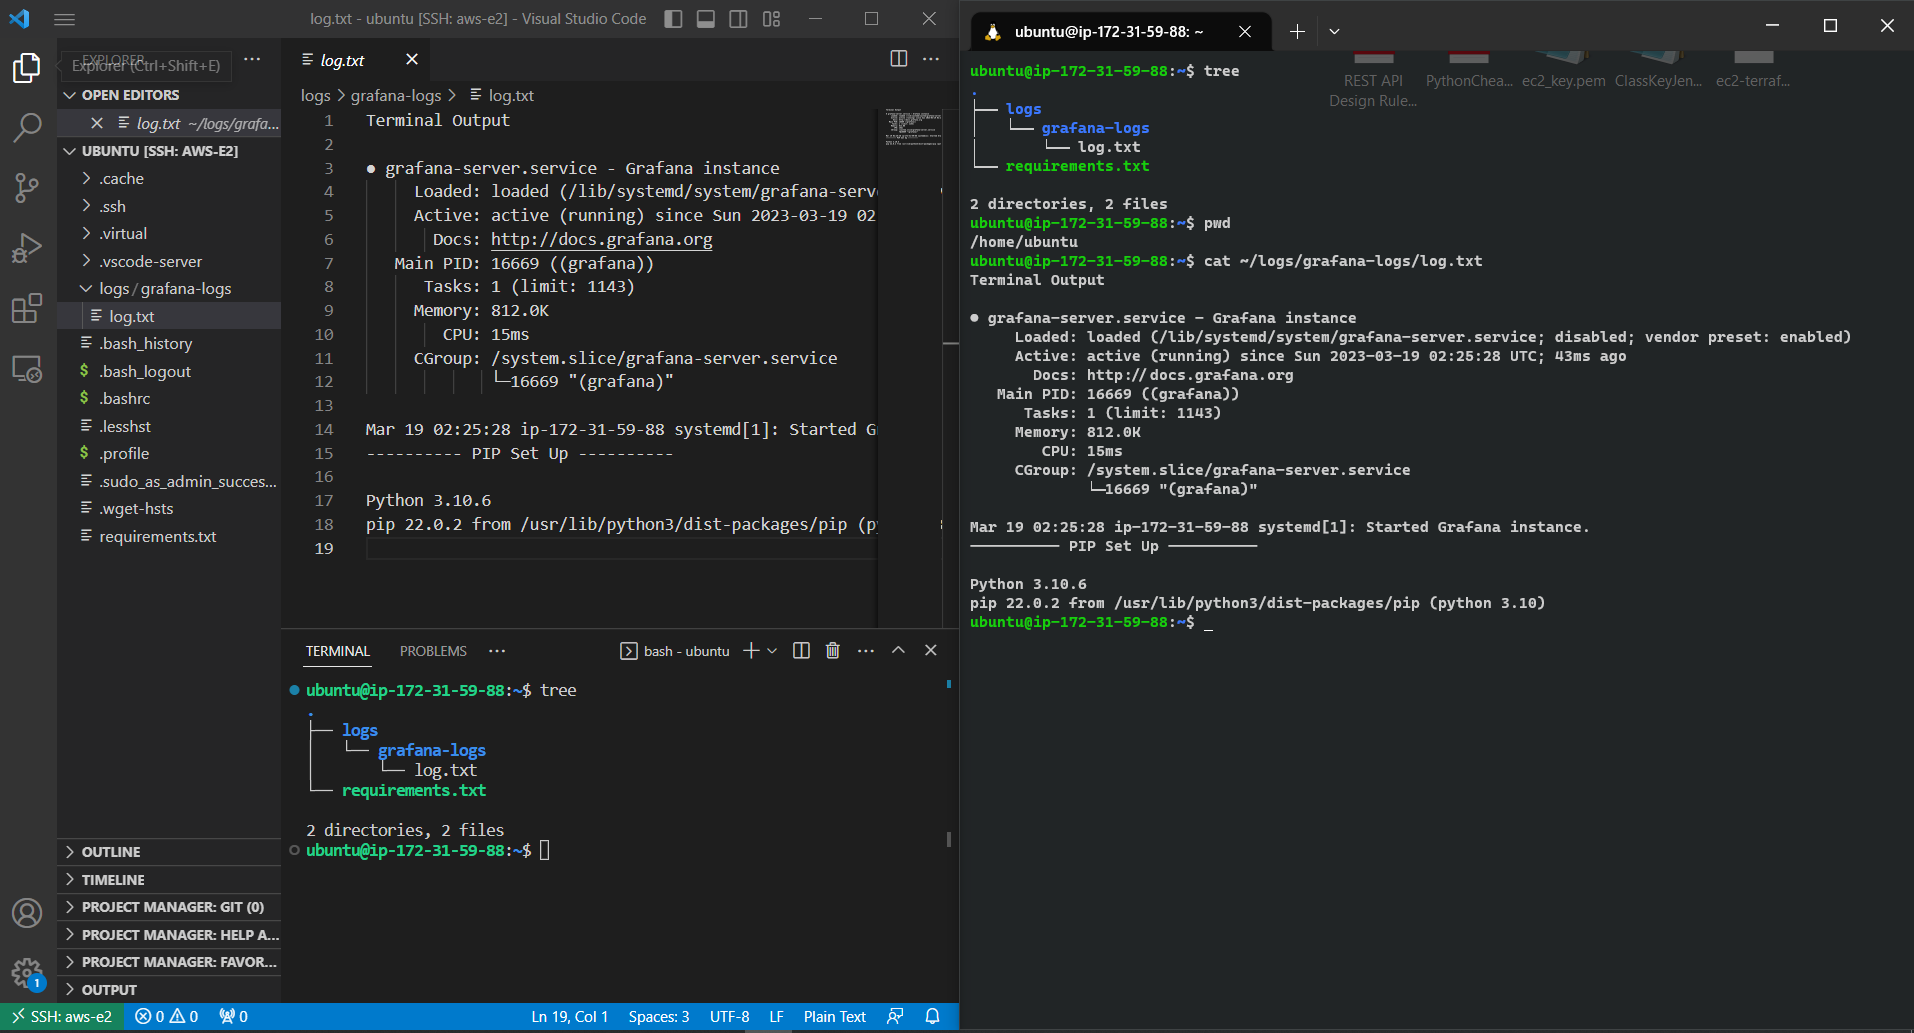 log.txt - ubuntu [SSH: aws-e2] - Visual Studio Code
EXPLORER
Explorer (Ctrl+Shift+E)
OPEN EDITORS
log.txt ~/logs/grafa...
UBUNTU [SSH: AWS-E2]
.cache
.ssh
.virtual
.vscode-server
logs / grafana-logs
log.txt
.bash_history
$ .bash_logout
$ .bashrc
.lesshst
$ .profile
.sudo_as_admin_succes...
.wget-hsts
requirements.txt
OUTLINE
TIMELINE
PROJECT MANAGER: GIT (0)
PROJECT MANAGER: HELP A...
PROJECT MANAGER: FAVOR...
OUTPUT
1
log.txt
logs > grafana-logs > log.txt
1 Terminal Output
2
3 ● grafana-server.service - Grafana instance
4 Loaded: loaded (/lib/systemd/system/grafana-serv
5 Active: active (running) since Sun 2023-03-19 02
6 Docs: http://docs.grafana.org
7 Main PID: 16669 ((grafana))
8 Tasks: 1 (limit: 1143)
9 Memory: 812.0K
10 CPU: 15ms
11 CGroup: /system.slice/grafana-server.service
12 └─16669 "(grafana)"
13
14 Mar 19 02:25:28 ip-172-31-59-88 systemd[1]: Started G
15 ---------- PIP Set Up ----------
16
17 Python 3.10.6
18 pip 22.0.2 from /usr/lib/python3/dist-packages/pip (py
19
TERMINAL PROBLEMS ··· bash - ubuntu
ubuntu@ip-172-31-59-88:~$ tree
.
├── logs
│   └── grafana-logs
│       └── log.txt
└── requirements.txt
2 directories, 2 files
ubuntu@ip-172-31-59-88:~$
SSH: aws-e2 0 0 0 Ln 19, Col 1 Spaces: 3 UTF-8 LF Plain Text
ubuntu@ip-172-31-59-88: ~
REST API Design Rule...
PythonChea...
ec2_key.pem
ClassKeyJen...
ec2-terraf...
ubuntu@ip-172-31-59-88:~$ tree
.
├── logs
│   └── grafana-logs
│       └── log.txt
└── requirements.txt
2 directories, 2 files
ubuntu@ip-172-31-59-88:~$ pwd
/home/ubuntu
ubuntu@ip-172-31-59-88:~$ cat ~/logs/grafana-logs/log.txt
Terminal Output
● grafana-server.service - Grafana instance
Loaded: loaded (/lib/systemd/system/grafana-server.service; disabled; vendor preset: enabled)
Active: active (running) since Sun 2023-03-19 02:25:28 UTC; 43ms ago
Docs: http://docs.grafana.org
Main PID: 16669 ((grafana))
Tasks: 1 (limit: 1143)
Memory: 812.0K
CPU: 15ms
CGroup: /system.slice/grafana-server.service
└─16669 "(grafana)"
Mar 19 02:25:28 ip-172-31-59-88 systemd[1]: Started Grafana instance.
---------- PIP Set Up ----------
Python 3.10.6
pip 22.0.2 from /usr/lib/python3/dist-packages/pip (python 3.10)
ubuntu@ip-172-31-59-88:~$ _